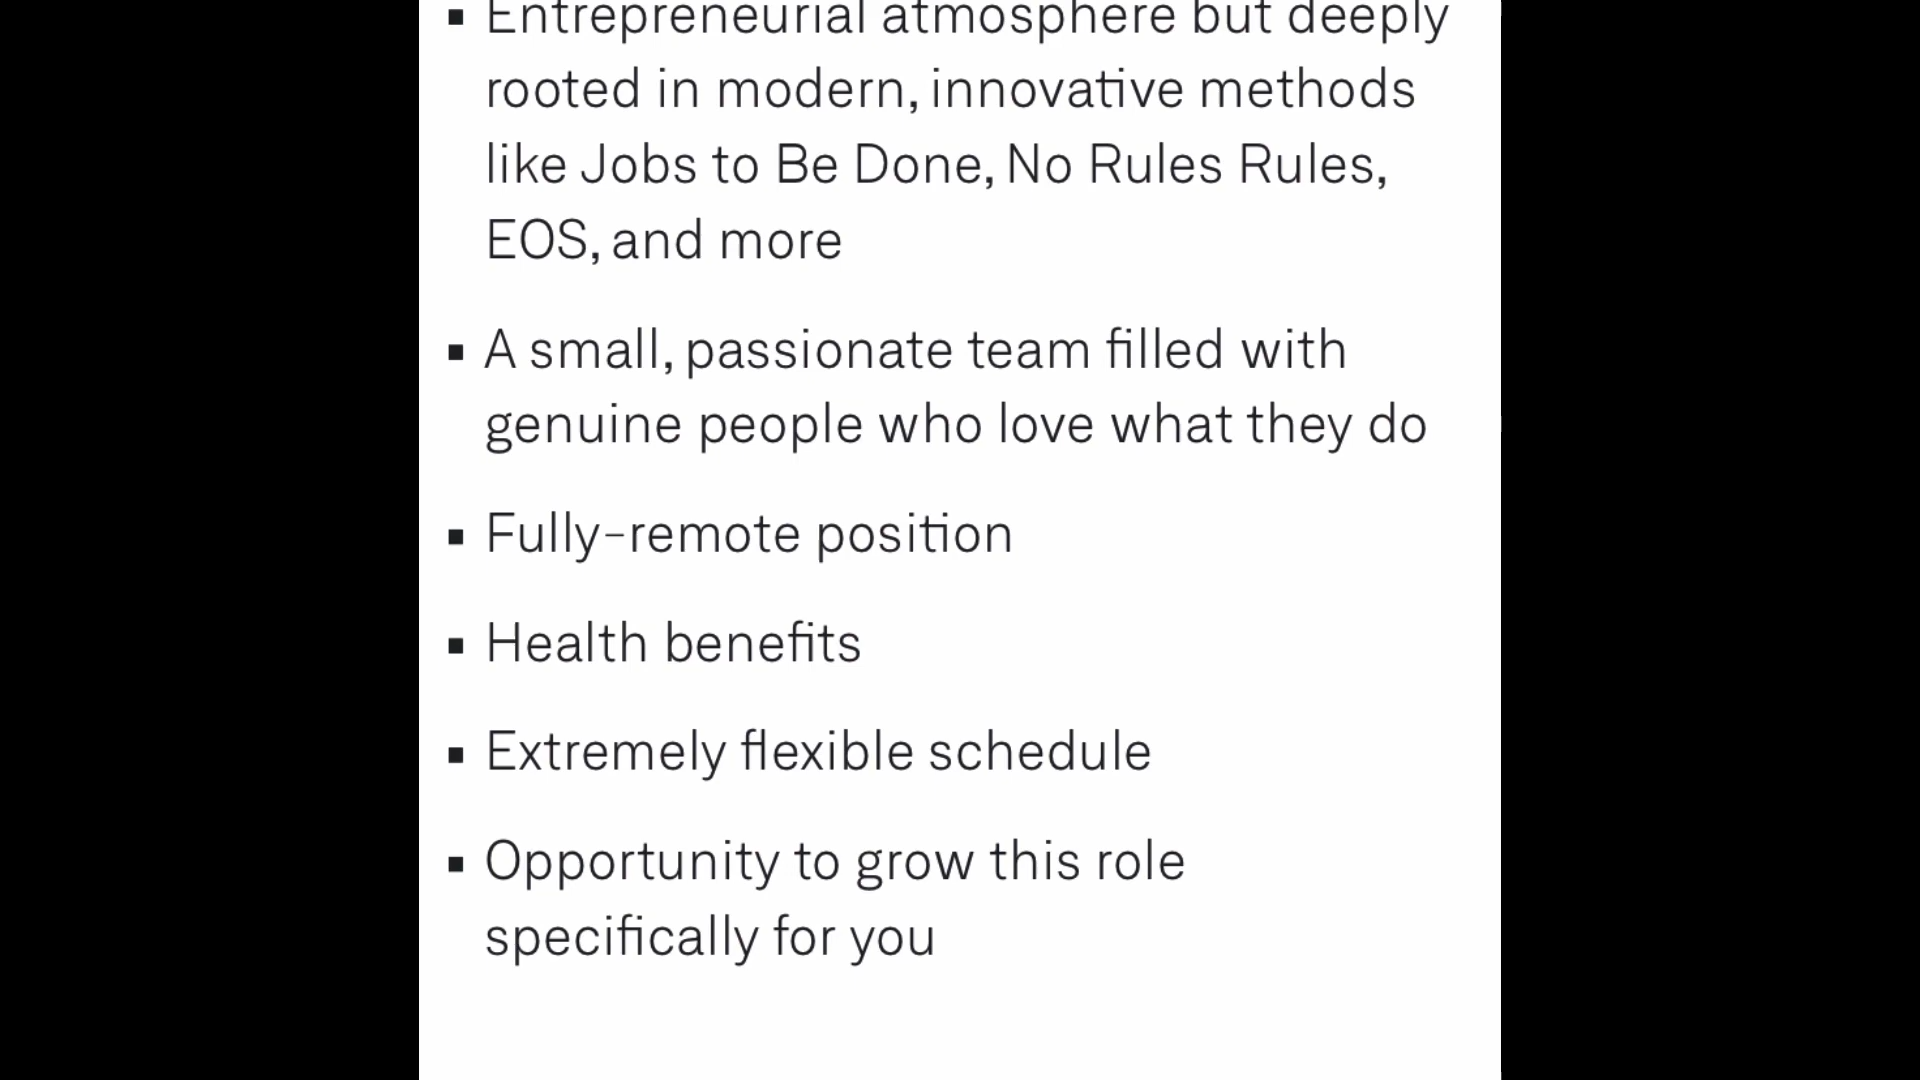 ▪ Entrepreneurial atmosphere but deeply
rooted in modern, innovative methods
like Jobs to Be Done, No Rules Rules,
EOS, and more
▪ A small, passionate team filled with
genuine people who love what they do
▪ Fully-remote position
▪ Health benefits
▪ Extremely flexible schedule
▪ Opportunity to grow this role
specifically for you